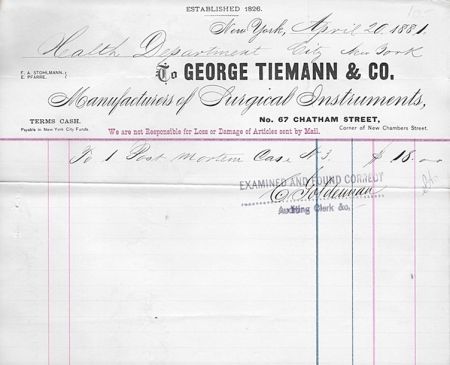 ESTABLISHED 1826.
New York, April 20, 1881.
Health Department City New York
F. A. STOHLMANN.
E. PFARRE.
To GEORGE TIEMANN & CO.
Manufacturers of Surgical Instruments,
No. 67 CHATHAM STREET,
TERMS CASH.
Payable in New York City Funds.
Corner of New Chambers Street.
We are not Responsible for Loss or Damage of Articles sent by Mail.
To 1 Post Mortem Case № 3. $ 15.00
EXAMINED AND FOUND CORRECT
Auditing Clerk &c.